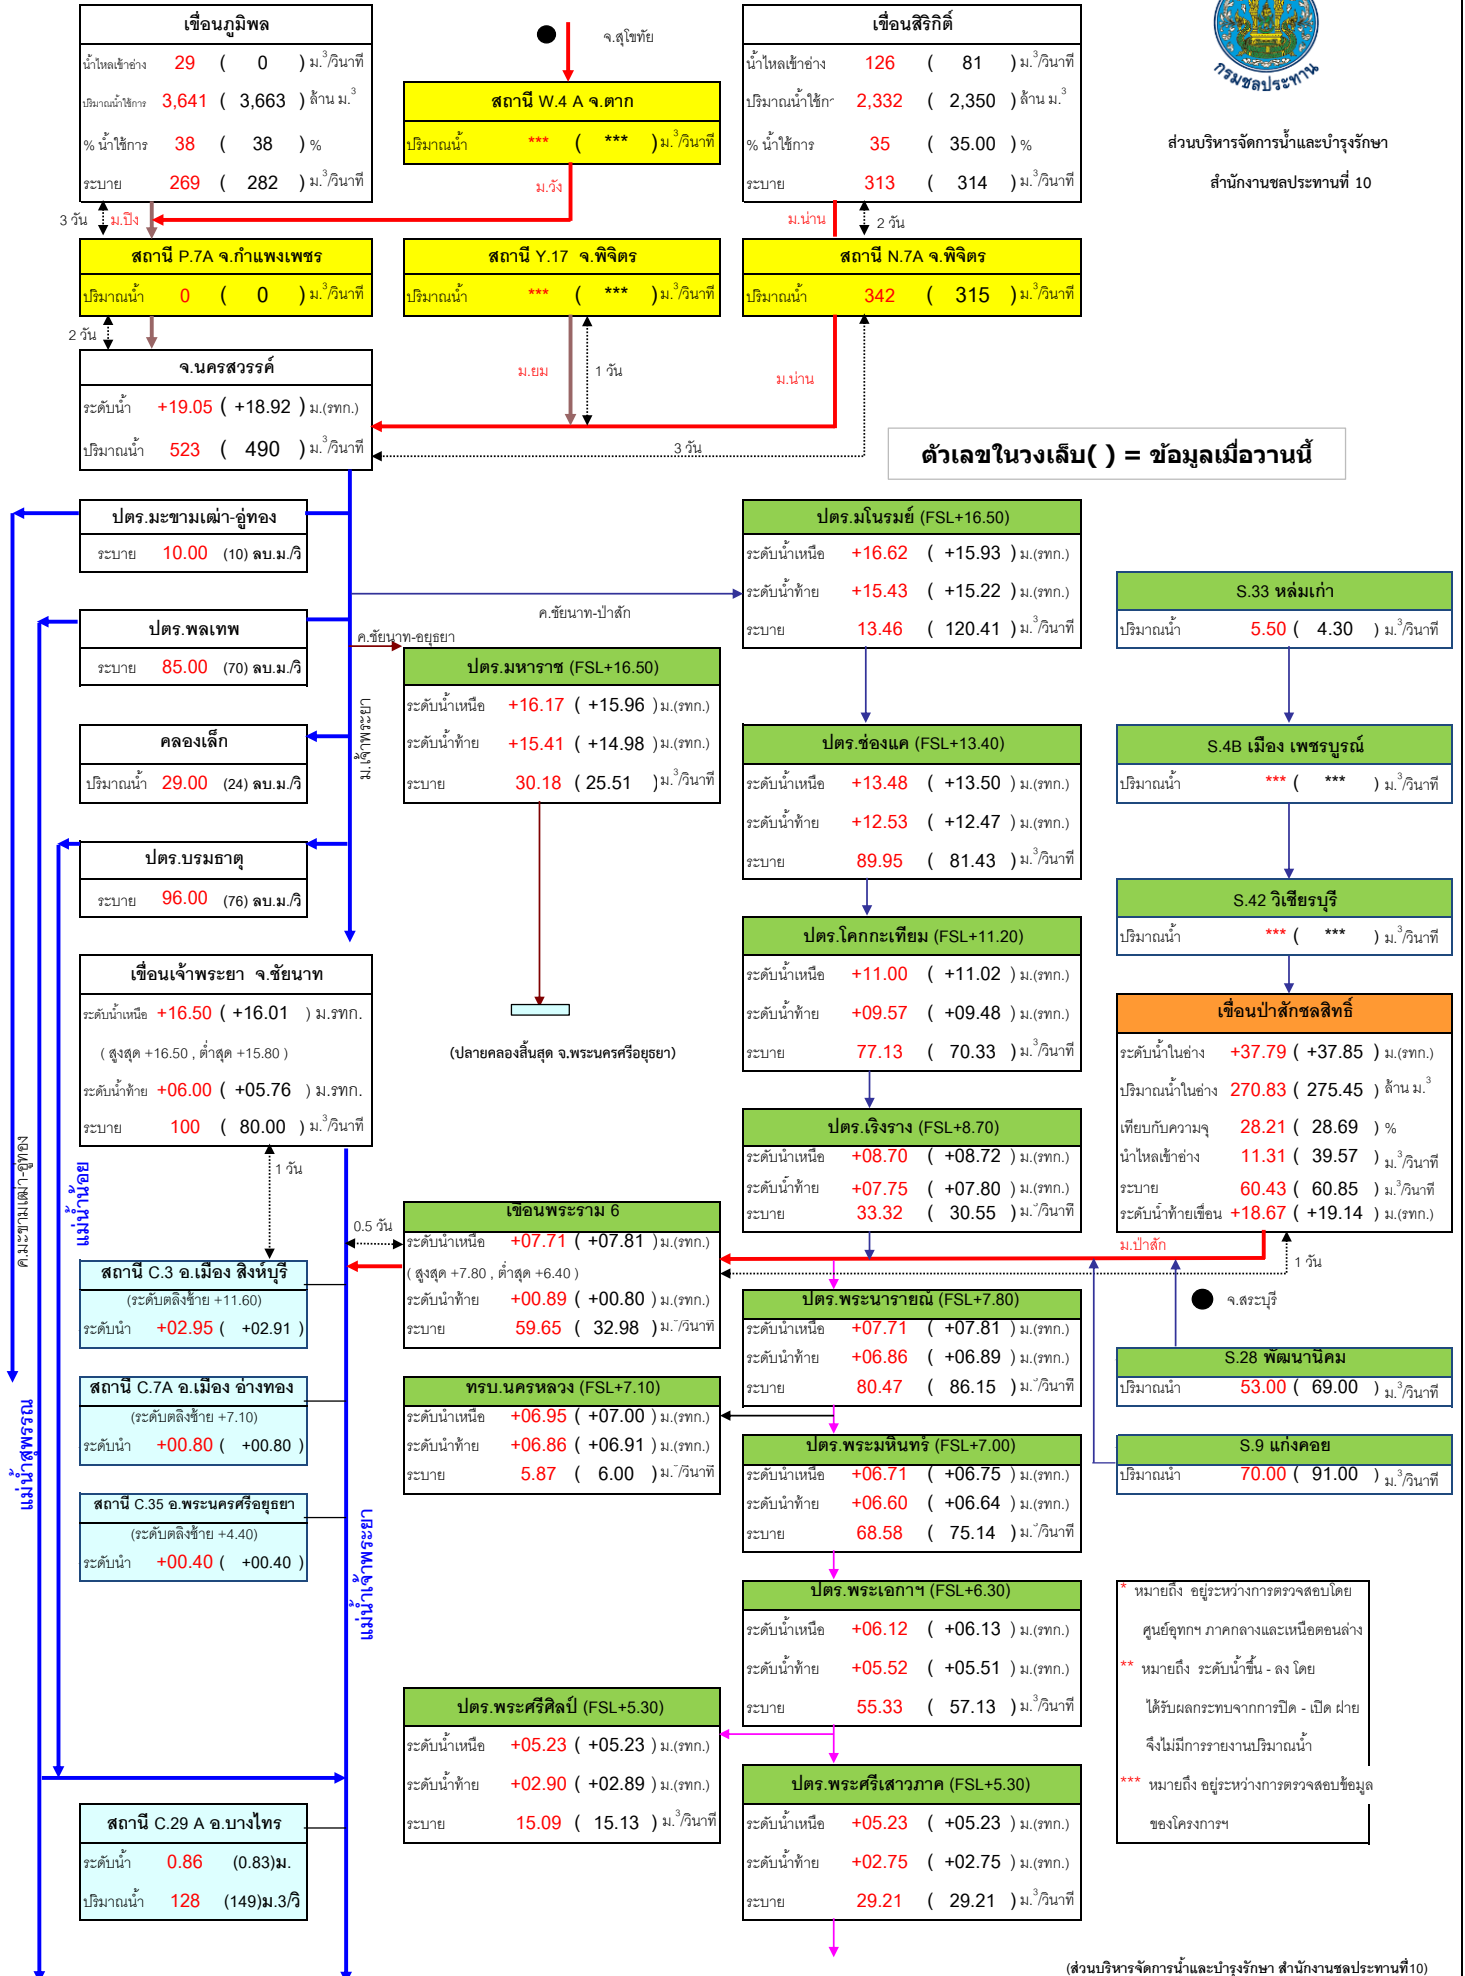 เขื่อนภูมิพล
น้ำไหลเข้าอ่าง 29 ( 0 ) ม.3/วินาที
ปริมาณน้ำใช้การ 3,641 ( 3,663 ) ล้าน ม.3
% น้ำใช้การ 38 ( 38 ) %
ระบาย 269 ( 282 ) ม.3/วินาที
จ.สุโขทัย
สถานี W.4 A จ.ตาก
ปริมาณน้ำ *** ( *** ) ม.3/วินาที
เขื่อนสิริกิติ์
น้ำไหลเข้าอ่าง 126 ( 81 ) ม.3/วินาที
ปริมาณน้ำใช้กา 2,332 ( 2,350 ) ล้าน ม.3
% น้ำใช้การ 35 ( 35.00 ) %
ระบาย 313 ( 314 ) ม.3/วินาที
กรมชลประทาน
ส่วนบริหารจัดการน้ำและบำรุงรักษา
สำนักงานชลประทานที่ 10
3 วัน ม.ปิง
ม.วัง
ม.น่าน
2 วัน
สถานี P.7A จ.กำแพงเพชร
ปริมาณน้ำ 0 ( 0 ) ม.3/วินาที
สถานี Y.17 จ.พิจิตร
ปริมาณน้ำ *** ( *** ) ม.3/วินาที
สถานี N.7A จ.พิจิตร
ปริมาณน้ำ 342 ( 315 ) ม.3/วินาที
2 วัน
ม.ยม
1 วัน
ม.น่าน
จ.นครสวรรค์
ระดับน้ำ +19.05 ( +18.92 ) ม.(รทก.)
ปริมาณน้ำ 523 ( 490 ) ม.3/วินาที
3 วัน
ตัวเลขในวงเล็บ( ) = ข้อมูลเมื่อวานนี้
ปตร.มะขามเฒ่า-อู่ทอง
ระบาย 10.00 (10) ลบ.ม./วิ
ปตร.พลเทพ
ระบาย 85.00 (70) ลบ.ม./วิ
คลองเล็ก
ปริมาณน้ำ 29.00 (24) ลบ.ม./วิ
ปตร.บรมธาตุ
ระบาย 96.00 (76) ลบ.ม./วิ
ม.เจ้าพระยา
ค.ชัยนาท-ป่าสัก
ค.ชัยนาท-อยุธยา
ปตร.มหาราช (FSL+16.50)
ระดับน้ำเหนือ +16.17 ( +15.96 ) ม.(รทก.)
ระดับน้ำท้าย +15.41 ( +14.98 ) ม.(รทก.)
ระบาย 30.18 ( 25.51 ) ม.3/วินาที
(ปลายคลองสิ้นสุด จ.พระนครศรีอยุธยา)
ปตร.มโนรมย์ (FSL+16.50)
ระดับน้ำเหนือ +16.62 ( +15.93 ) ม.(รทก.)
ระดับน้ำท้าย +15.43 ( +15.22 ) ม.(รทก.)
ระบาย 13.46 ( 120.41 ) ม.3/วินาที
ปตร.ช่องแค (FSL+13.40)
ระดับน้ำเหนือ +13.48 ( +13.50 ) ม.(รทก.)
ระดับน้ำท้าย +12.53 ( +12.47 ) ม.(รทก.)
ระบาย 89.95 ( 81.43 ) ม.3/วินาที
ปตร.โคกกะเทียม (FSL+11.20)
ระดับน้ำเหนือ +11.00 ( +11.02 ) ม.(รทก.)
ระดับน้ำท้าย +09.57 ( +09.48 ) ม.(รทก.)
ระบาย 77.13 ( 70.33 ) ม.3/วินาที
ปตร.เริงราง (FSL+8.70)
ระดับน้ำเหนือ +08.70 ( +08.72 ) ม.(รทก.)
ระดับน้ำท้าย +07.75 ( +07.80 ) ม.(รทก.)
ระบาย 33.32 ( 30.55 ) ม.3/วินาที
S.33 หล่มเก่า
ปริมาณน้ำ 5.50 ( 4.30 ) ม.3/วินาที
S.4B เมือง เพชรบูรณ์
ปริมาณน้ำ *** ( *** ) ม.3/วินาที
S.42 วิเชียรบุรี
ปริมาณน้ำ *** ( *** ) ม.3/วินาที
เขื่อนป่าสักชลสิทธิ์
ระดับน้ำในอ่าง +37.79 ( +37.85 ) ม.(รทก.)
ปริมาณน้ำในอ่าง 270.83 ( 275.45 ) ล้าน ม.3
เทียบกับความจุ 28.21 ( 28.69 ) %
น้ำไหลเข้าอ่าง 11.31 ( 39.57 ) ม.3/วินาที
ระบาย 60.43 ( 60.85 ) ม.3/วินาที
ระดับน้ำท้ายเขื่อน +18.67 ( +19.14 ) ม.(รทก.)
เขื่อนเจ้าพระยา จ.ชัยนาท
ระดับน้ำเหนือ +16.50 ( +16.01 ) ม.รทก.
( สูงสุด +16.50 , ต่ำสุด +15.80 )
ระดับน้ำท้าย +06.00 ( +05.76 ) ม.รทก.
ระบาย 100 ( 80.00 ) ม.3/วินาที
1 วัน
ค.มะขามเฒ่า-อู่ทอง
แม่น้ำน้อย
แม่น้ำสุพรรณ
แม่น้ำเจ้าพระยา
0.5 วัน
เขื่อนพระราม 6
ระดับน้ำเหนือ +07.71 ( +07.81 ) ม.(รทก.)
( สูงสุด +7.80 , ต่ำสุด +6.40 )
ระดับน้ำท้าย +00.89 ( +00.80 ) ม.(รทก.)
ระบาย 59.65 ( 32.98 ) ม.3/วินาที
ม.ป่าสัก
1 วัน
จ.สระบุรี
สถานี C.3 อ.เมือง สิงห์บุรี
(ระดับตลิ่งซ้าย +11.60)
ระดับน้ำ +02.95 ( +02.91 )
สถานี C.7A อ.เมือง อ่างทอง
(ระดับตลิ่งซ้าย +7.10)
ระดับน้ำ +00.80 ( +00.80 )
สถานี C.35 อ.พระนครศรีอยุธยา
(ระดับตลิ่งซ้าย +4.40)
ระดับน้ำ +00.40 ( +00.40 )
ทรบ.นครหลวง (FSL+7.10)
ระดับน้ำเหนือ +06.95 ( +07.00 ) ม.(รทก.)
ระดับน้ำท้าย +06.86 ( +06.91 ) ม.(รทก.)
ระบาย 5.87 ( 6.00 ) ม.3/วินาที
ปตร.พระนารายณ์ (FSL+7.80)
ระดับน้ำเหนือ +07.71 ( +07.81 ) ม.(รทก.)
ระดับน้ำท้าย +06.86 ( +06.89 ) ม.(รทก.)
ระบาย 80.47 ( 86.15 ) ม.3/วินาที
ปตร.พระมหินทร์ (FSL+7.00)
ระดับน้ำเหนือ +06.71 ( +06.75 ) ม.(รทก.)
ระดับน้ำท้าย +06.60 ( +06.64 ) ม.(รทก.)
ระบาย 68.58 ( 75.14 ) ม.3/วินาที
S.28 พัฒนานิคม
ปริมาณน้ำ 53.00 ( 69.00 ) ม.3/วินาที
S.9 แก่งคอย
ปริมาณน้ำ 70.00 ( 91.00 ) ม.3/วินาที
ปตร.พระเอกาฯ (FSL+6.30)
ระดับน้ำเหนือ +06.12 ( +06.13 ) ม.(รทก.)
ระดับน้ำท้าย +05.52 ( +05.51 ) ม.(รทก.)
ระบาย 55.33 ( 57.13 ) ม.3/วินาที
ปตร.พระศรีศิลป์ (FSL+5.30)
ระดับน้ำเหนือ +05.23 ( +05.23 ) ม.(รทก.)
ระดับน้ำท้าย +02.90 ( +02.89 ) ม.(รทก.)
ระบาย 15.09 ( 15.13 ) ม.3/วินาที
ปตร.พระศรีเสาวภาค (FSL+5.30)
ระดับน้ำเหนือ +05.23 ( +05.23 ) ม.(รทก.)
ระดับน้ำท้าย +02.75 ( +02.75 ) ม.(รทก.)
ระบาย 29.21 ( 29.21 ) ม.3/วินาที
* หมายถึง อยู่ระหว่างการตรวจสอบโดย
ศูนย์อุทกฯ ภาคกลางและเหนือตอนล่าง
** หมายถึง ระดับน้ำขึ้น - ลง โดย
ได้รับผลกระทบจากการปิด - เปิด ฝาย
จึงไม่มีการรายงานปริมาณน้ำ
*** หมายถึง อยู่ระหว่างการตรวจสอบข้อมูล
ของโครงการฯ
สถานี C.29 A อ.บางไทร
ระดับน้ำ 0.86 (0.83)ม.
ปริมาณน้ำ 128 (149)ม.3/วิ
(ส่วนบริหารจัดการน้ำและบำรุงรักษา สำนักงานชลประทานที่10)